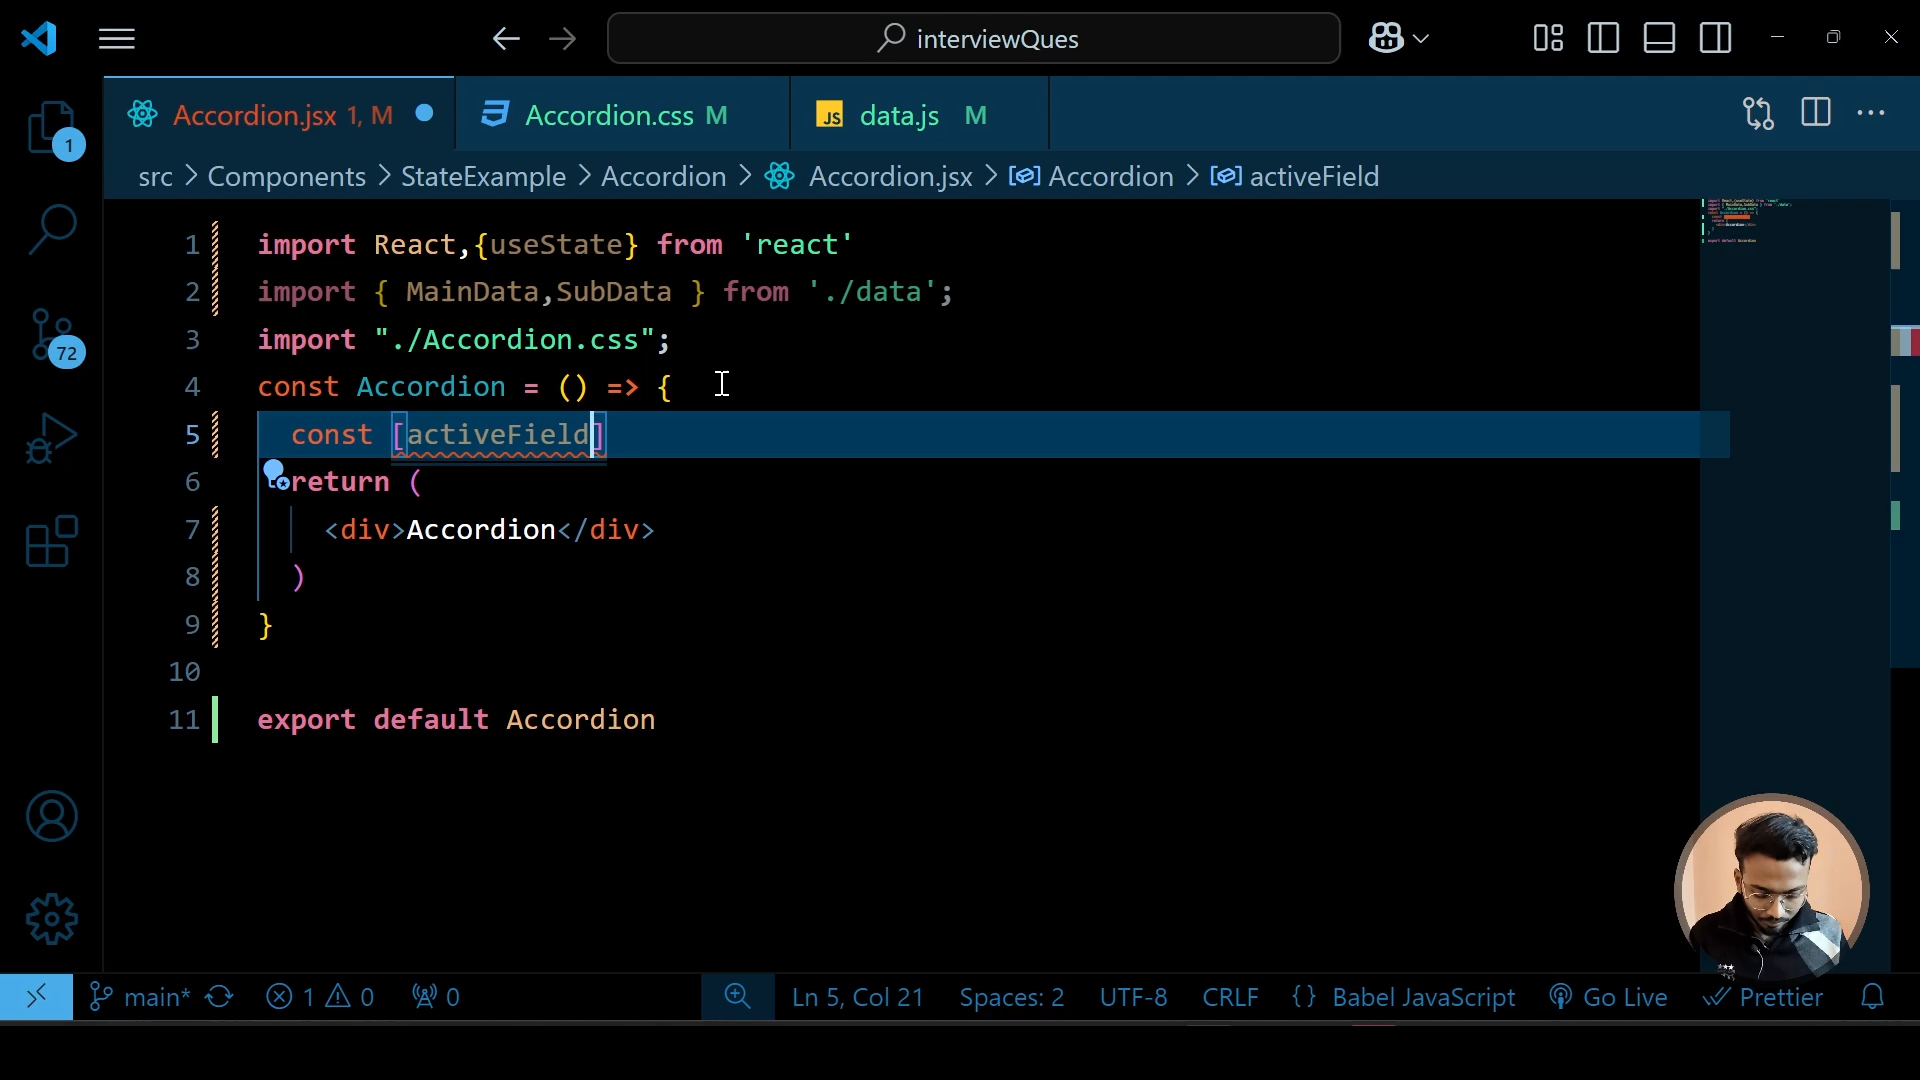 interviewQues
Accordion.jsx 1, M
Accordion.css M
JS data.js M
src > Components > StateExample > Accordion > Accordion.jsx > Accordion > activeField
1
72
1 import React,{useState} from 'react'
2 import { MainData,SubData } from './data';
3 import "./Accordion.css";
4 const Accordion = () => {
5 const [activeField]
6 return (
7 <div>Accordion</div>
8 )
9 }
10
11 export default Accordion
main* 1 0 0 Ln 5, Col 21 Spaces: 2 UTF-8 CRLF {} Babel JavaScript Go Live Prettier